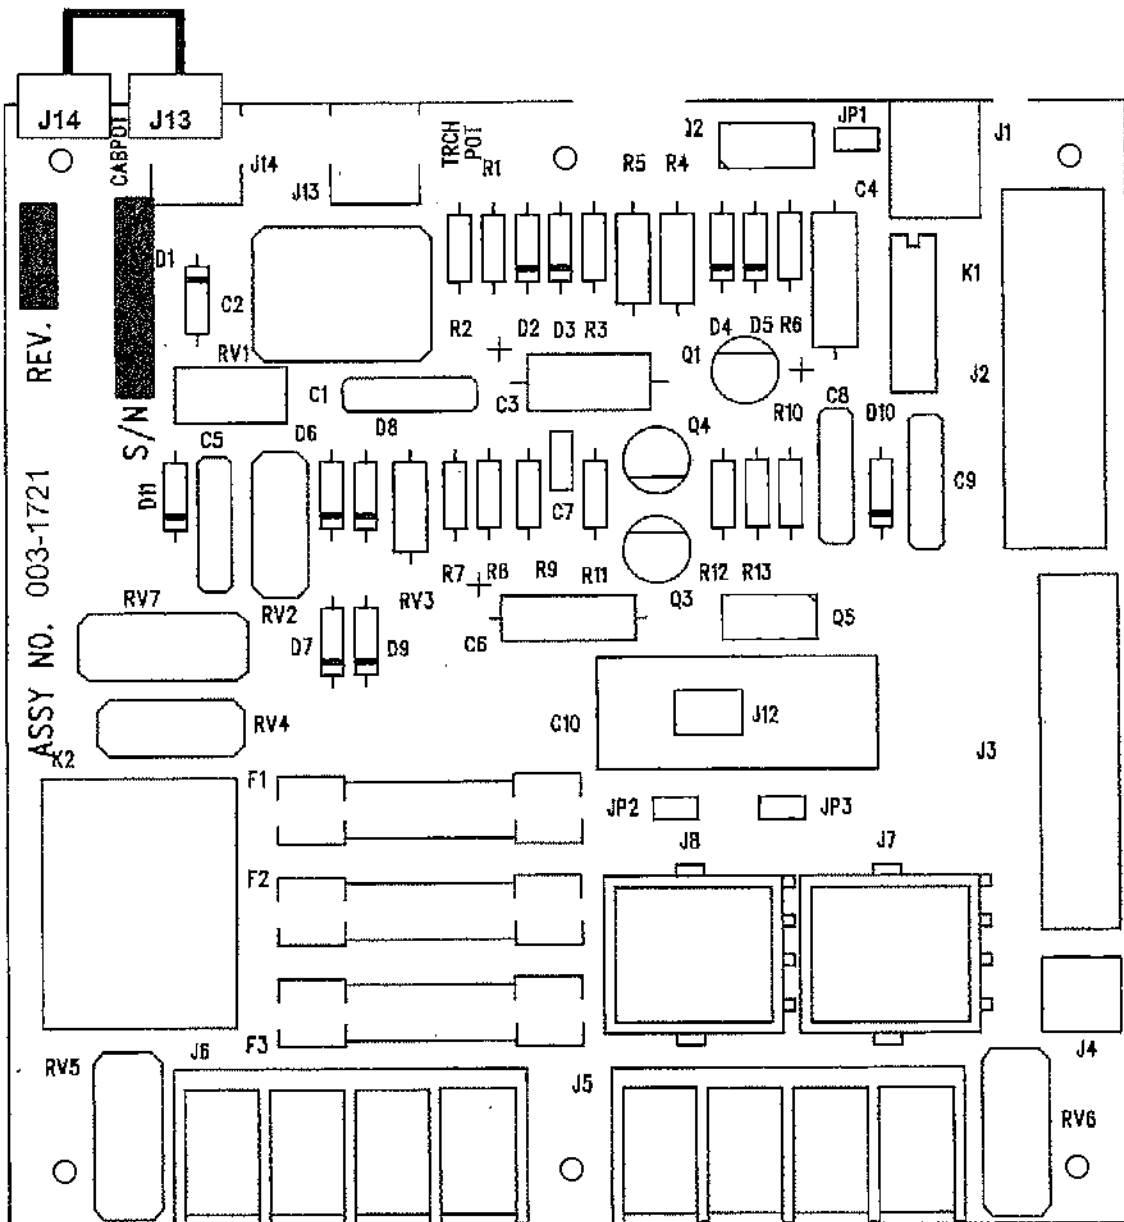 J14 J13
CABPOT
J14
J13
TRCH
POT
R1
R5 R4
Q2
JP1
J1
C4
D1
C2
K1
REV.
S/N
R2 D2 D3 R3
D4 D5 R6
Q1
J2
RV1
C1
C3
R10 C8 D10
C5
D6 D8
Q4
D11
C7
C9
ASSY NO. 003-1721
R7 R8 R9 R11
R12 R13
RV7
RV2
RV3
Q3
D7 D9
C6
Q5
RV4
C10
J12
J3
K2
F1
JP2
JP3
J8 J7
F2
F3
J6
J5
J4
RV5
RV6